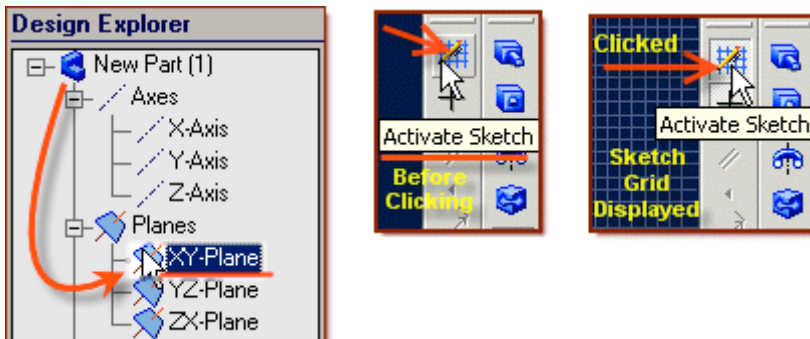 Design Explorer
New Part (1)
Axes
X-Axis
Y-Axis
Z-Axis
Planes
XY-Plane
YZ-Plane
ZX-Plane
Activate Sketch
Before
Clicking
Clicked
Activate Sketch
Sketch
Grid
Displayed